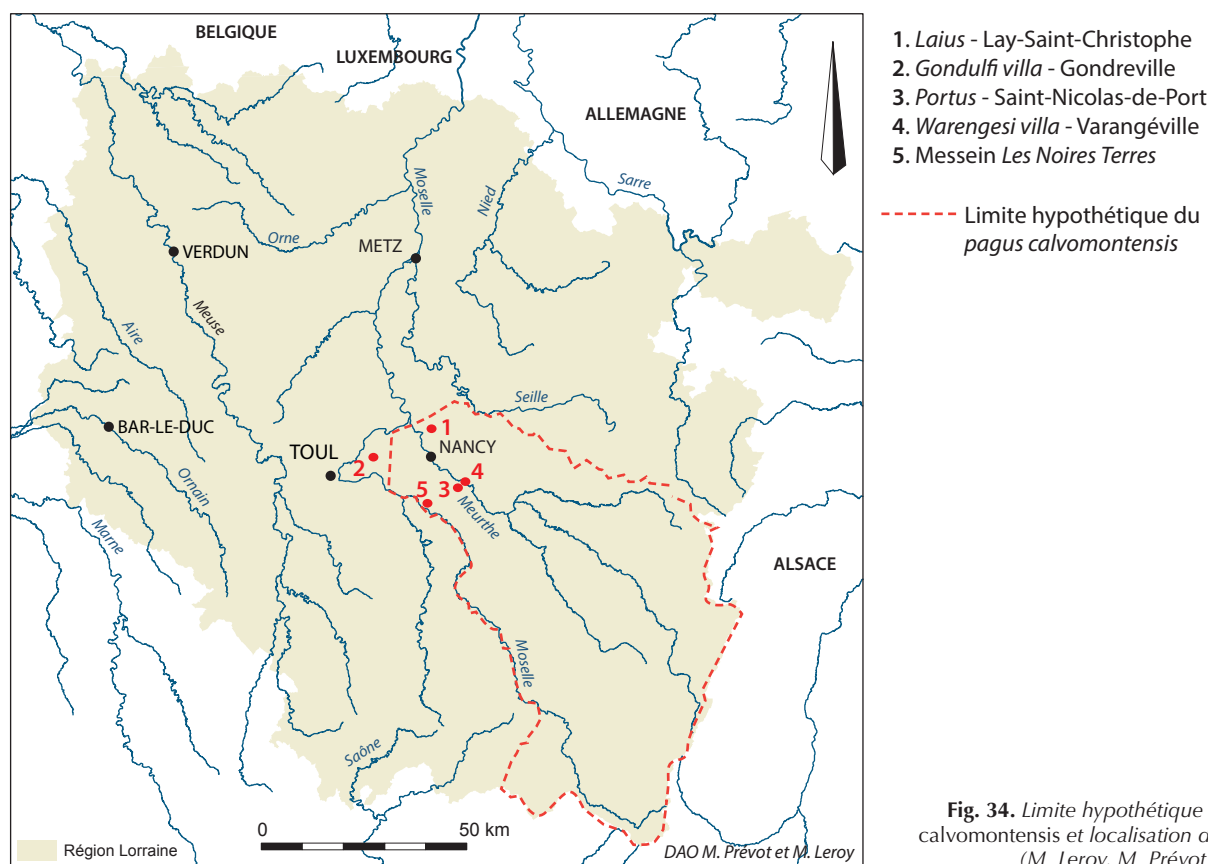 BELGIQUE
LUXEMBOURG
ALLEMAGNE
Sarre
Moselle
Nied
Orne
METZ
VERDUN
Meuse
Aire
Seille
BAR-LE-DUC
1
NANCY
TOUL
2
4
3
5
Meurthe
Ornain
Marne
ALSACE
Moselle
Saône
0 50 km
Région Lorraine
DAO M. Prévot et M. Leroy
1. Laius - Lay-Saint-Christophe
2. Gondulfi villa - Gondreville
3. Portus - Saint-Nicolas-de-Port
4. Warengesi villa - Varangéville
5. Messein Les Noires Terres
Limite hypothétique du
pagus calvomontensis
Fig. 34. Limite hypothétique
calvomontensis et localisation
(M. Leroy, M. Prévot